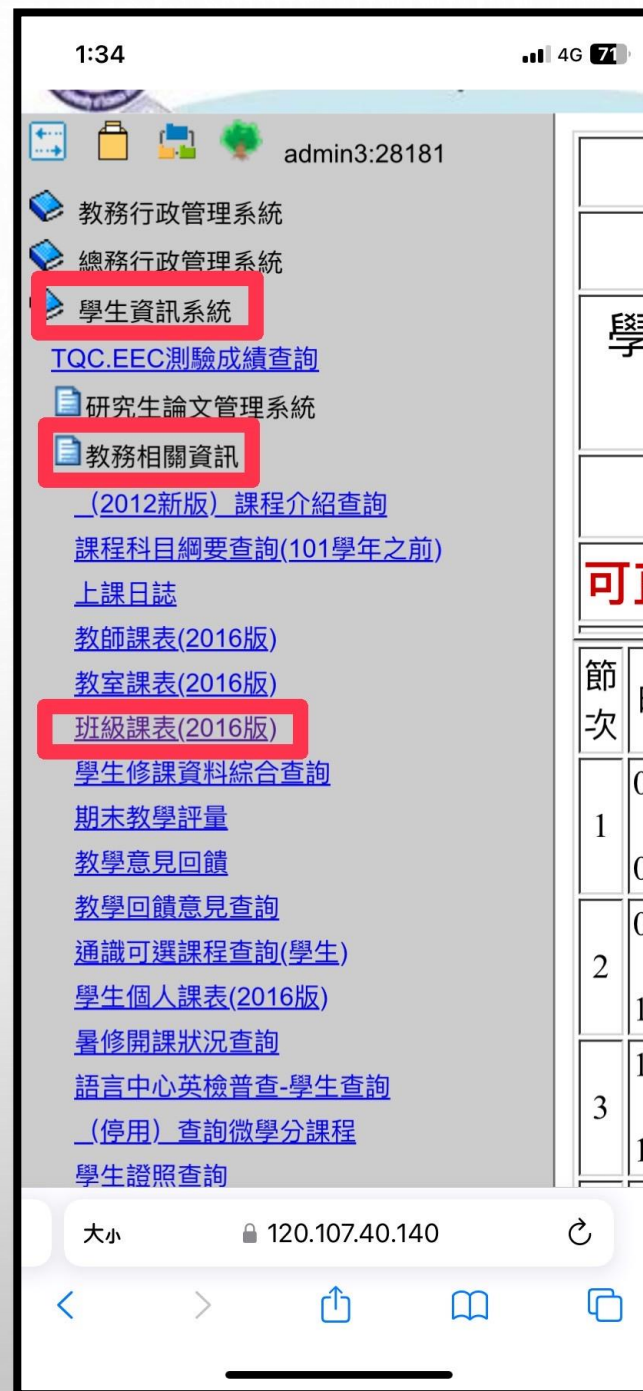 1:34
4G 71
admin3:28181
教務行政管理系統
總務行政管理系統
學生資訊系統
TQC.EEC測驗成績查詢
研究生論文管理系統
教務相關資訊
（2012新版）課程介紹查詢
課程科目綱要查詢(101學年之前)
上課日誌
教師課表(2016版)
教室課表(2016版)
班級課表(2016版)
學生修課資料綜合查詢
期末教學評量
教學意見回饋
教學回饋意見查詢
通識可選課程查詢(學生)
學生個人課表(2016版)
暑修開課狀況查詢
語言中心英檢普查-學生查詢
（停用）查詢微學分課程
學生證照查詢
學
可
節次
1
2
3
大小
120.107.40.140